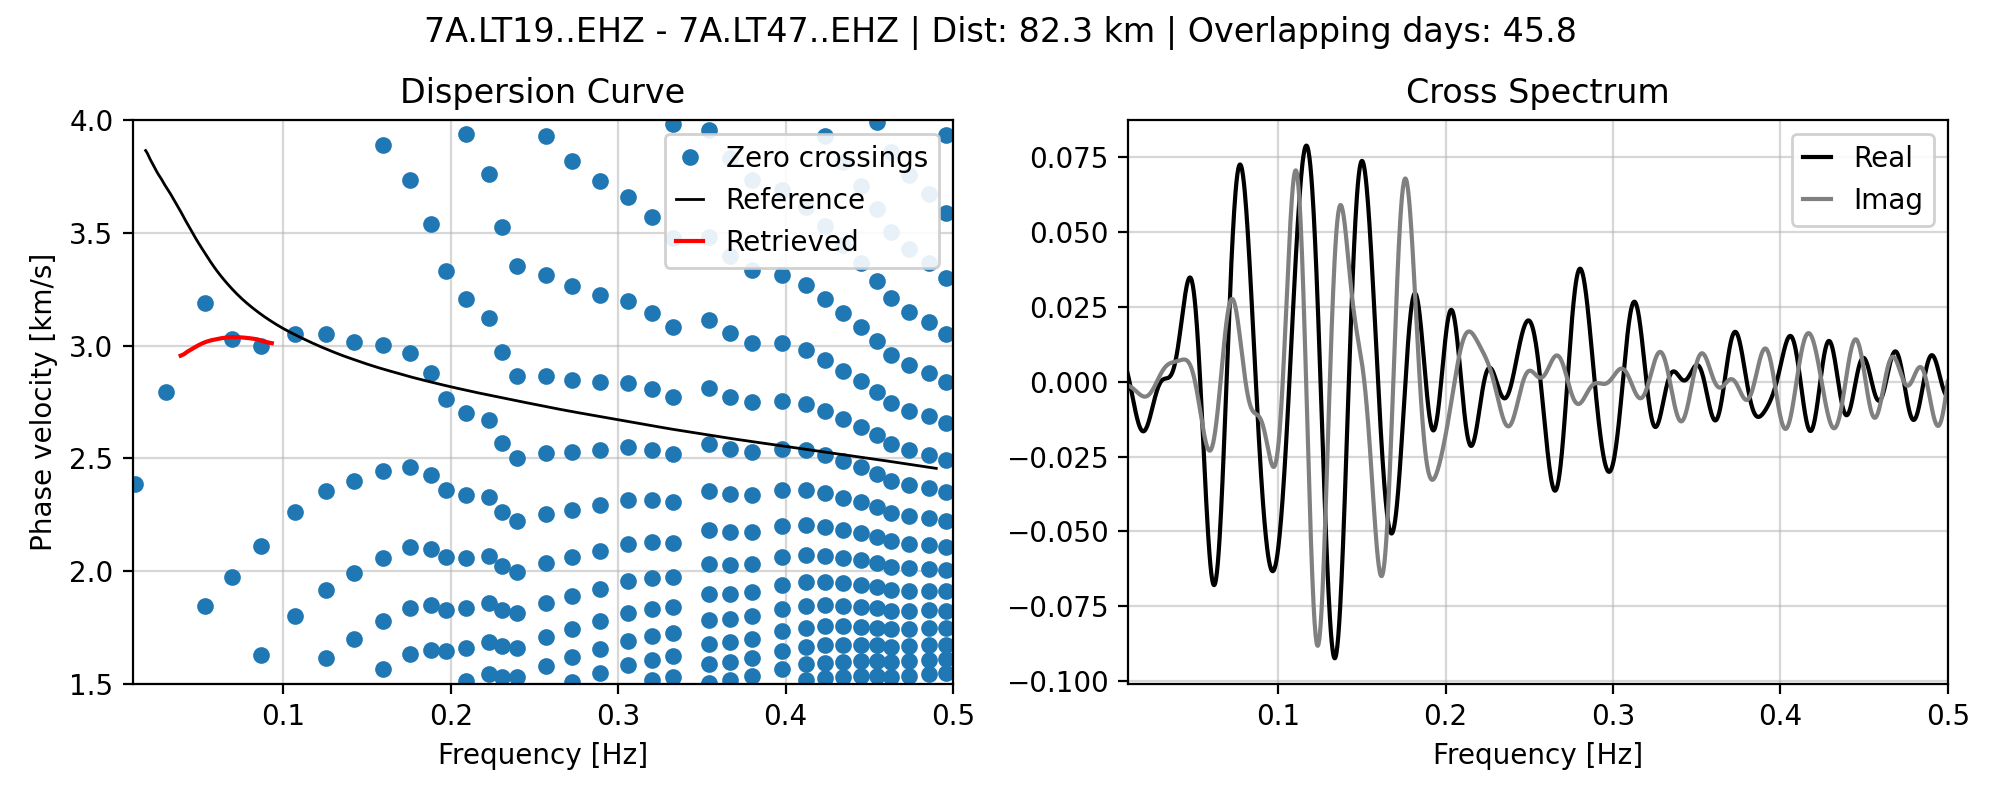 7A.LT19..EHZ - 7A.LT47..EHZ | Dist: 82.3 km | Overlapping days: 45.8
Dispersion Curve
4.0
3.5
3.0
2.5
2.0
1.5
Phase velocity [km/s]
Zero crossings
Reference
Retrieved
0.1
0.2
0.3
0.4
0.5
Frequency [Hz]
Cross Spectrum
0.075
0.050
0.025
0.000
−0.025
−0.050
−0.075
−0.100
Real
Imag
0.1
0.2
0.3
0.4
0.5
Frequency [Hz]